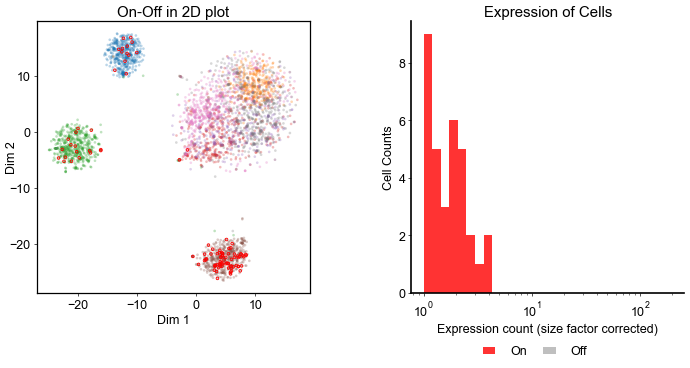 On-Off in 2D plot
Expression of Cells
10
0
−10
−20
Dim 2
−20
−10
0
10
Dim 1
8
6
4
2
0
Cell Counts
10^0
10^1
10^2
Expression count (size factor corrected)
On
Off